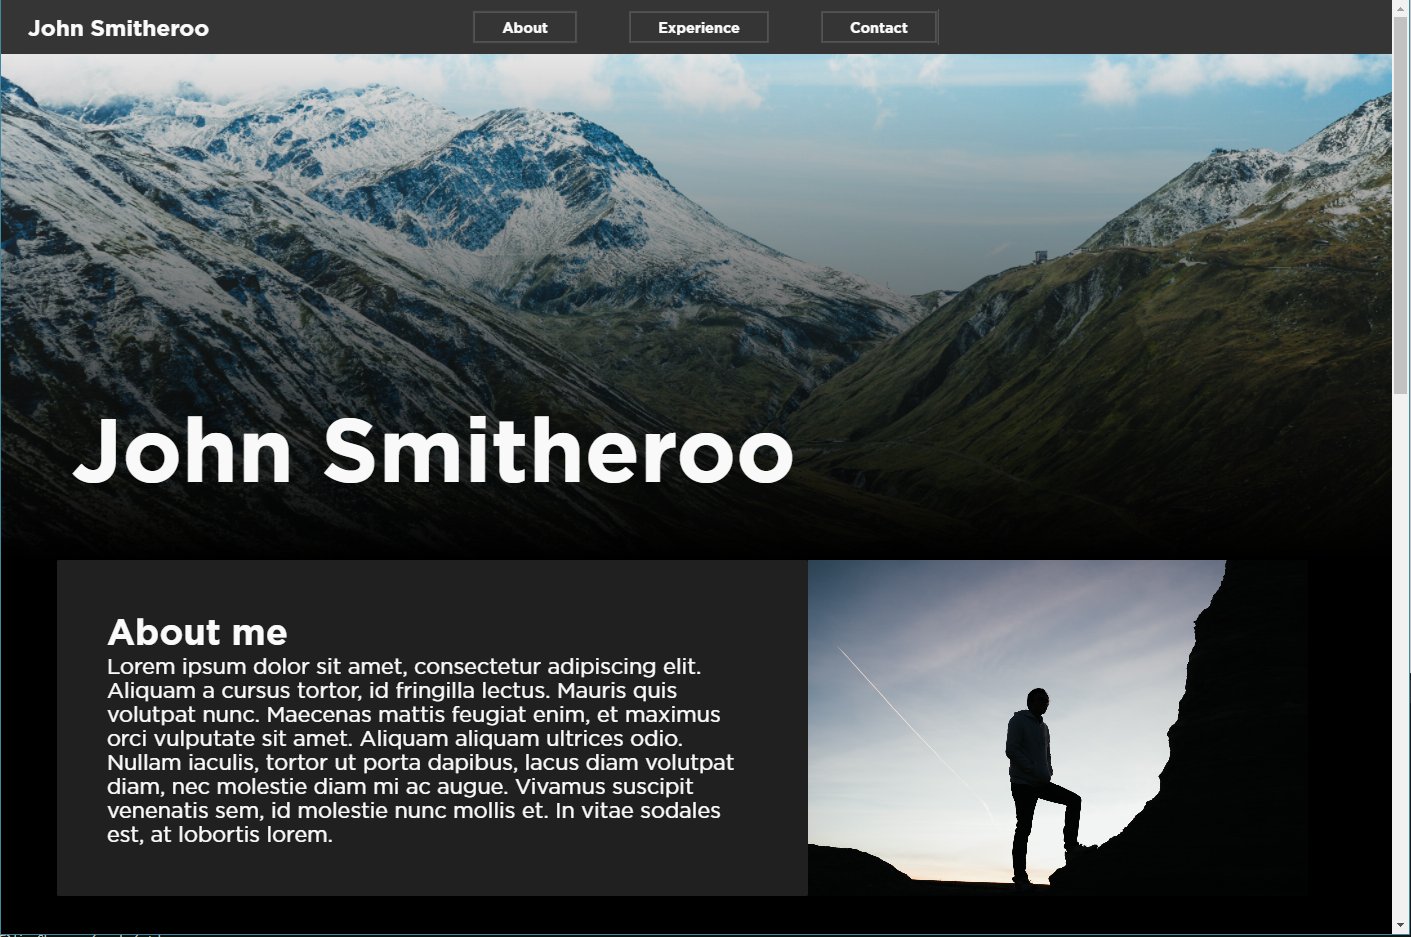 John Smitheroo
About
Experience
Contact
John Smitheroo
About me
Lorem ipsum dolor sit amet, consectetur adipiscing elit.
Aliquam a cursus tortor, id fringilla lectus. Mauris quis
volutpat nunc. Maecenas mattis feugiat enim, et maximus
orci vulputate sit amet. Aliquam aliquam ultrices odio.
Nullam iaculis, tortor ut porta dapibus, lacus diam volutpat
diam, nec molestie diam mi ac augue. Vivamus suscipit
venenatis sem, id molestie nunc mollis et. In vitae sodales
est, at lobortis lorem.